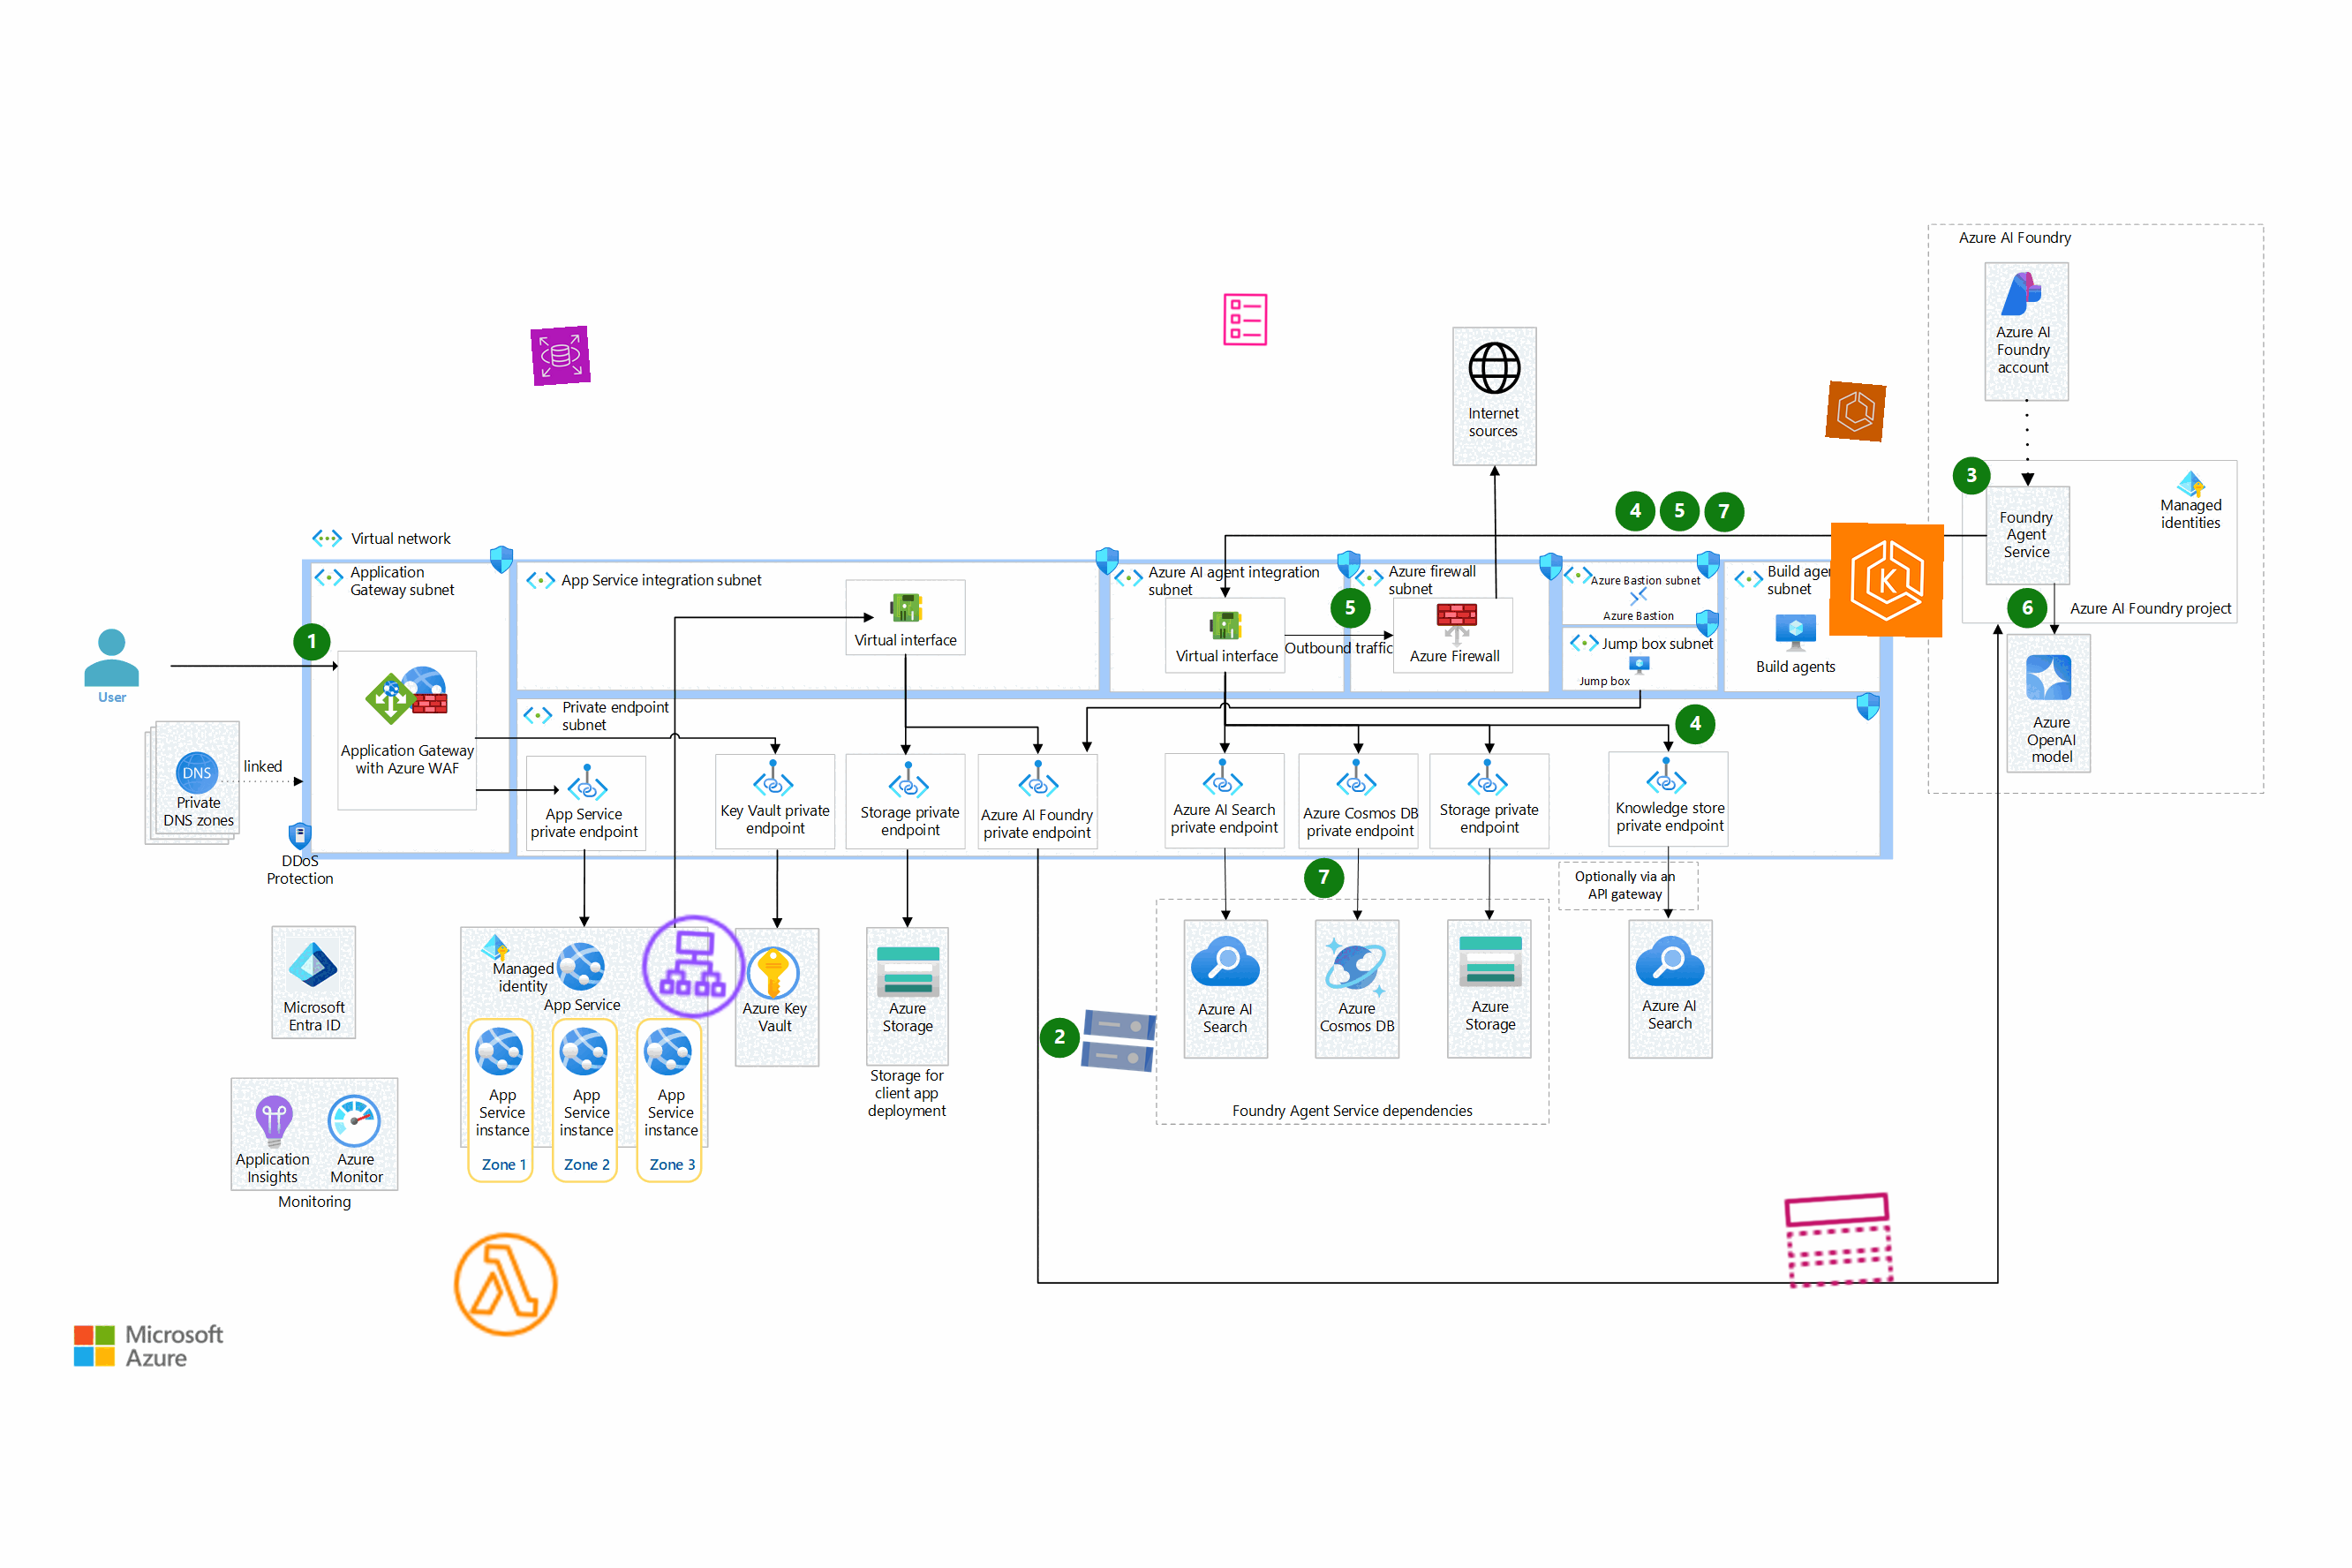 Azure AI Foundry
Azure AI
Foundry
account
Internet
sources
3
Managed
identities
Foundry
Agent
Service
4
5
7
6
Azure AI Foundry project
Azure
OpenAI
model
Virtual network
Application
Gateway subnet
App Service integration subnet
Azure AI agent integration
subnet
Azure firewall
subnet
Azure Bastion subnet
Azure Bastion
Build agen
subnet
1
Virtual interface
Virtual interface
5
Outbound traffic
Azure Firewall
Jump box subnet
Jump box
Build agents
User
Application Gateway
with Azure WAF
Private endpoint
subnet
4
linked
DNS
Private
DNS zones
DDoS
Protection
App Service
private endpoint
Key Vault private
endpoint
Storage private
endpoint
Azure AI Foundry
private endpoint
Azure AI Search
private endpoint
Azure Cosmos DB
private endpoint
Storage private
endpoint
Knowledge store
private endpoint
7
Optionally via an
API gateway
Microsoft
Entra ID
Managed
identity
App Service
Azure Key
Vault
Azure
Storage
Storage for
client app
deployment
2
Azure AI
Search
Azure
Cosmos DB
Azure
Storage
Azure AI
Search
Foundry Agent Service dependencies
App
Service
instance
Zone 1
App
Service
instance
Zone 2
App
Service
instance
Zone 3
Application
Insights
Azure
Monitor
Monitoring
K
Microsoft
Azure